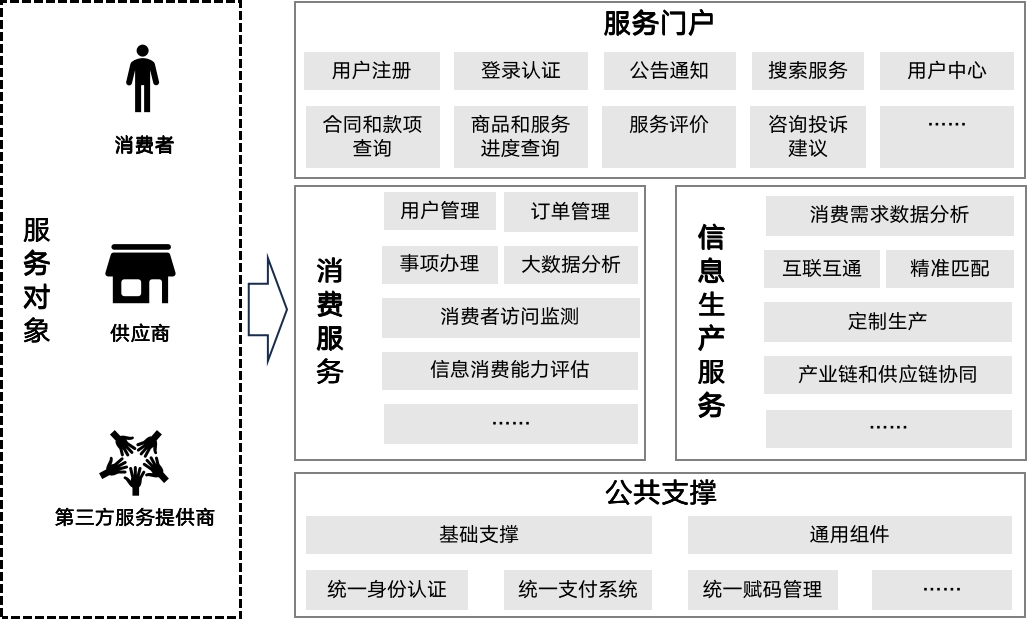 服务对象
消费者
供应商
第三方服务提供商
服务门户
用户注册
登录认证
公告通知
搜索服务
用户中心
合同和款项
查询
商品和服务
进度查询
服务评价
咨询投诉
建议
……
消费服务
用户管理
订单管理
事项办理
大数据分析
消费者访问监测
信息消费能力评估
……
信息生产服务
消费需求数据分析
互联互通
精准匹配
定制生产
产业链和供应链协同
……
公共支撑
基础支撑
通用组件
统一身份认证
统一支付系统
统一赋码管理
……